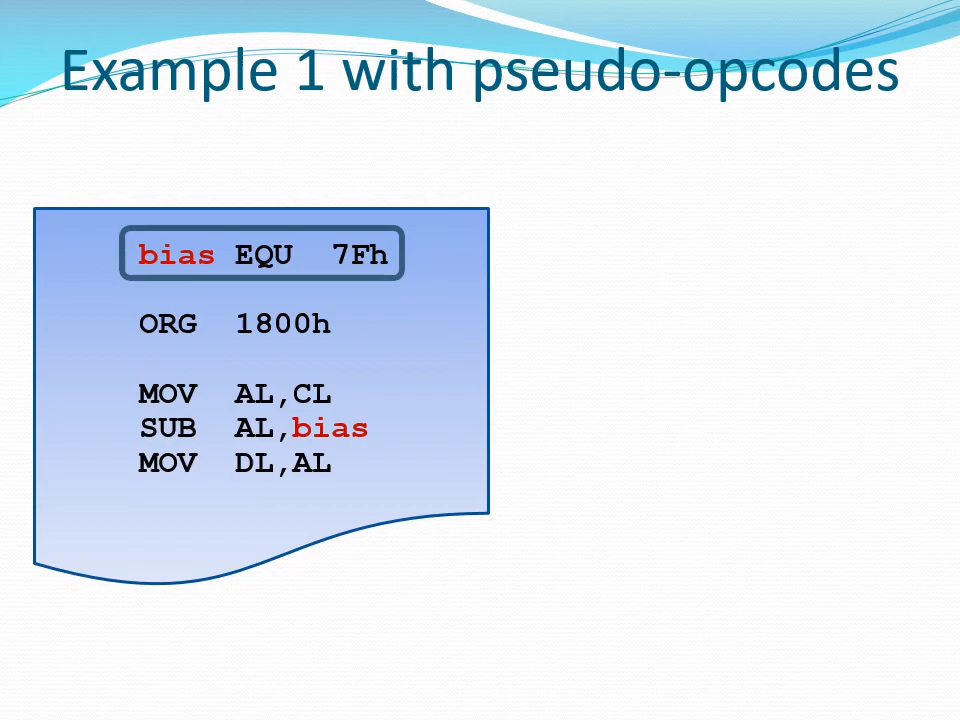 Example 1 with pseudo-opcodes
bias EQU  7Fh
ORG  1800h
MOV  AL,CL
SUB  AL,bias
MOV  DL,AL